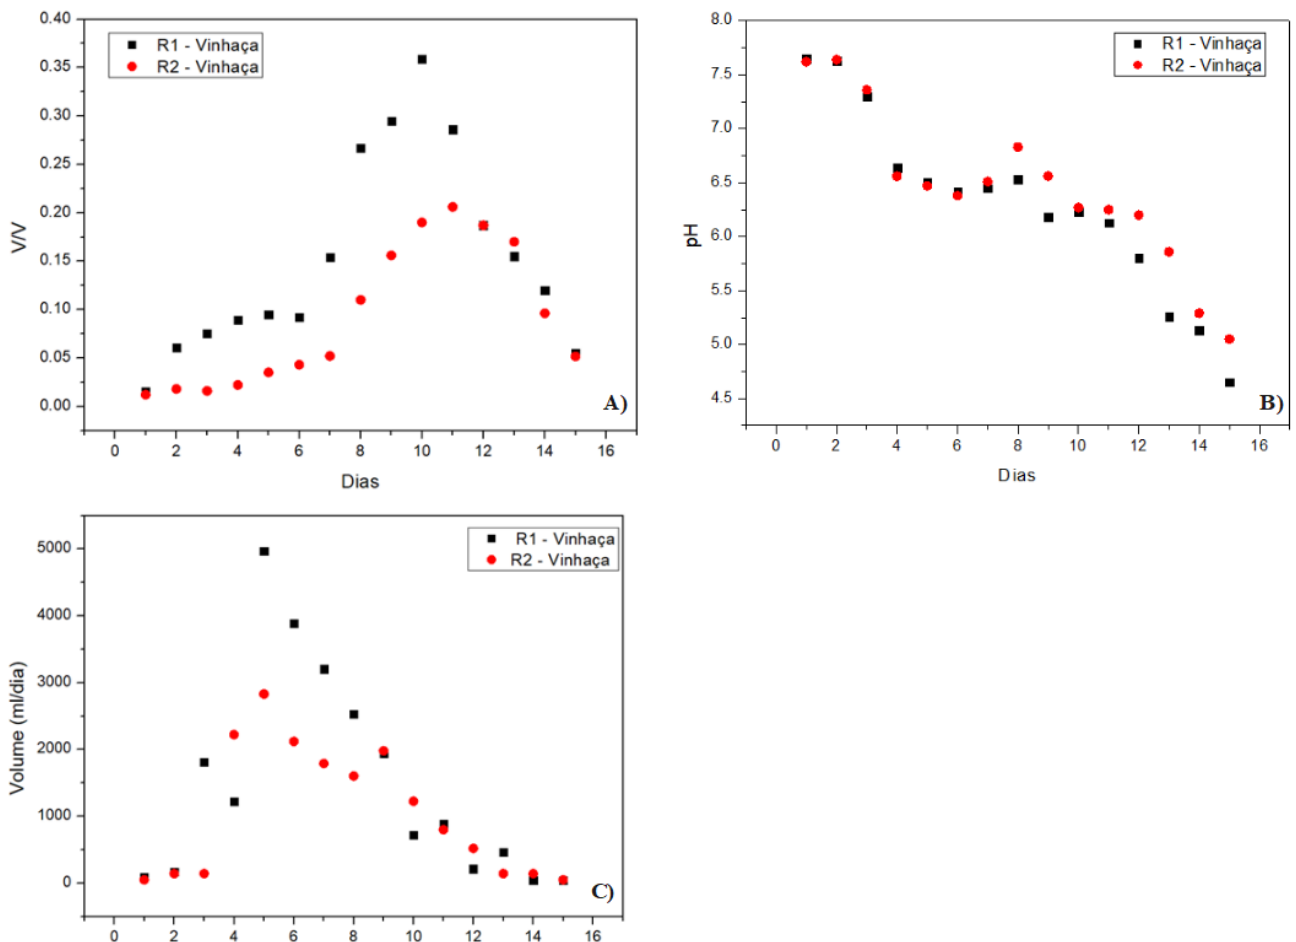 0.40
0.35
0.30
0.25
0.20
0.15
0.10
0.05
0.00
V/V
R1 - Vinhaça
R2 - Vinhaça
A)
0 2 4 6 8 10 12 14 16
Dias
8.0
7.5
7.0
6.5
6.0
5.5
5.0
4.5
pH
R1 - Vinhaça
R2 - Vinhaça
B)
0 2 4 6 8 10 12 14 16
Dias
5000
4000
3000
2000
1000
0
Volume (ml/dia)
R1 - Vinhaça
R2 - Vinhaça
C)
0 2 4 6 8 10 12 14 16